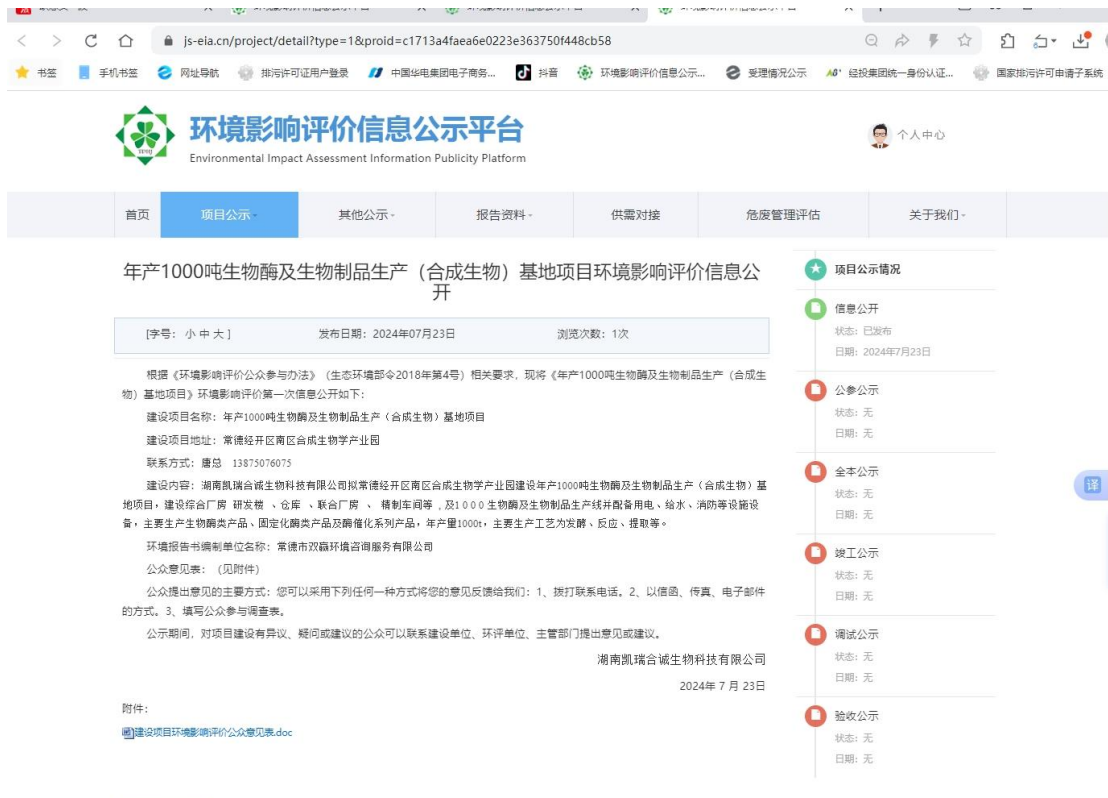 js-eia.cn/project/detail?type=1&proid=c1713a4faea6e0223e363750f448cb58
书签 手机书签 网址导航 排污许可证用户登录 中国华电集团电子商务... 抖音 环境影响评价信息公示... 受理情况公示 经投集团统一身份认证... 国家排污许可申请子系统
环境影响评价信息公示平台
Environmental Impact Assessment Information Publicity Platform
个人中心
首页 项目公示 其他公示 报告资料 供需对接 危废管理评估 关于我们
年产1000吨生物酶及生物制品生产（合成生物）基地项目环境影响评价信息公
开
[字号：小 中 大] 发布日期：2024年07月23日 浏览次数：1次
根据《环境影响评价公众参与办法》（生态环境部令2018年第4号）相关要求，现将《年产1000吨生物酶及生物制品生产（合成生
物）基地项目》环境影响评价第一次信息公开如下：
建设项目名称：年产1000吨生物酶及生物制品生产（合成生物）基地项目
建设项目地址：常德经开区南区合成生物学产业园
联系方式：唐总 13875076075
建设内容：湖南凯瑞合诚生物科技有限公司拟常德经开区南区合成生物学产业园建设年产1000吨生物酶及生物制品生产（合成生物）基
地项目，建设综合厂房 研发楼 、仓库 、联合厂房 、 精制车间等 , 及1０００生物酶及生物制品生产线并配备用电、给水、消防等设施设
备，主要生产生物酶类产品、固定化酶类产品及酶催化系列产品，年产量1000t，主要生产工艺为发酵、反应、提取等。
环境报告书编制单位名称：常德市双赢环境咨询服务有限公司
公众意见表：（见附件）
公众提出意见的主要方式：您可以采用下列任何一种方式将您的意见反馈给我们：1、拨打联系电话。2、以信函、传真、电子邮件
的方式。3、填写公众参与调查表。
公示期间，对项目建设有异议、疑问或建议的公众可以联系建设单位、环评单位、主管部门提出意见或建议。
湖南凯瑞合诚生物科技有限公司
2024年 7 月 23日
附件：
建设项目环境影响评价公众意见表.doc
项目公示情况
信息公开
状态：已发布
日期：2024年7月23日
公参公示
状态：无
日期：无
全本公示
状态：无
日期：无
竣工公示
状态：无
日期：无
调试公示
状态：无
日期：无
验收公示
状态：无
日期：无
译